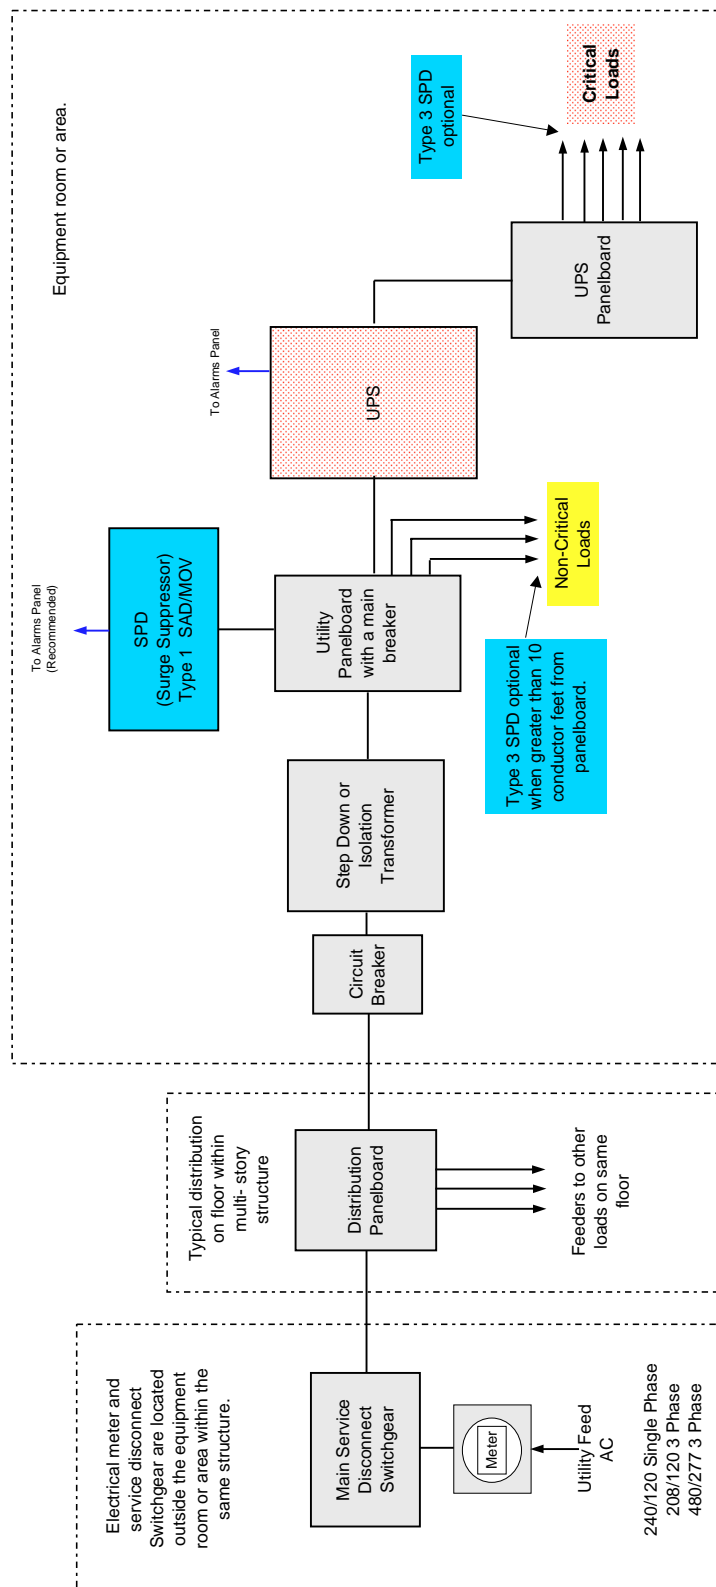 Electrical meter and
service disconnect
Switchgear are located
outside the equipment
room or area within the
same structure.
Main Service
Disconnect
Switchgear
Meter
Utility Feed
AC
240/120 Single Phase
208/120 3 Phase
480/277 3 Phase
Typical distribution
on floor within
multi- story
structure
Distribution
Panelboard
Feeders to other
loads on same
floor
Equipment room or area.
Circuit
Breaker
Step Down or
Isolation
Transformer
To Alarms Panel
(Recommended)
SPD
(Surge Suppressor)
Type 1 SAD/MOV
Utility
Panelboard
with a main
breaker
Type 3 SPD optional
when greater than 10
conductor feet from
panelboard.
Non-Critical
Loads
To Alarms Panel
UPS
UPS
Panelboard
Type 3 SPD
optional
Critical
Loads